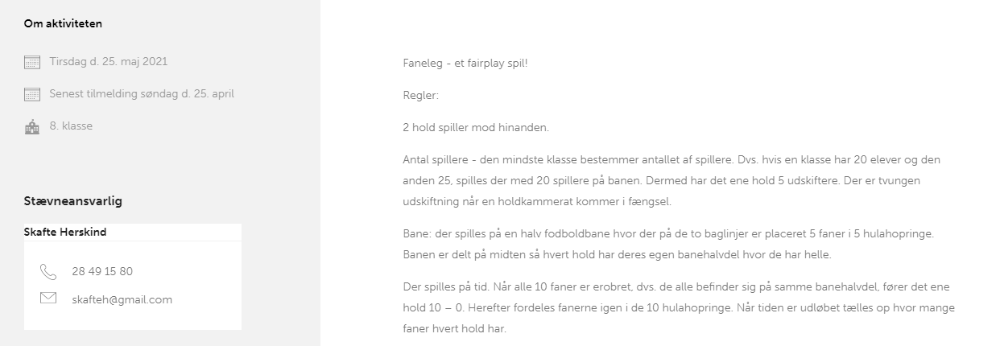 Om aktiviteten
Tirsdag d. 25. maj 2021
Senest tilmelding søndag d. 25. april
8. klasse
Stævneansvarlig
Skafte Herskind
28 49 15 80
skafteh@gmail.com
Faneleg - et fairplay spil!
Regler:
2 hold spiller mod hinanden.
Antal spillere - den mindste klasse bestemmer antallet af spillere. Dvs. hvis en klasse har 20 elever og den
anden 25, spilles der med 20 spillere på banen. Dermed har det ene hold 5 udskiftere. Der er tvungen
udskiftning når en holdkammerat kommer i fængsel.
Bane: der spilles på en halv fodboldbane hvor der på de to baglinjer er placeret 5 faner i 5 hulahopringe.
Banen er delt på midten så hvert hold har deres egen banehalvdel hvor de har helle.
Der spilles på tid. Når alle 10 faner er erobret, dvs. de alle befinder sig på samme banehalvdel, fører det ene
hold 10 – 0. Herefter fordeles fanerne igen i de 10 hulahopringe. Når tiden er udløbet tælles op hvor mange
faner hvert hold har.